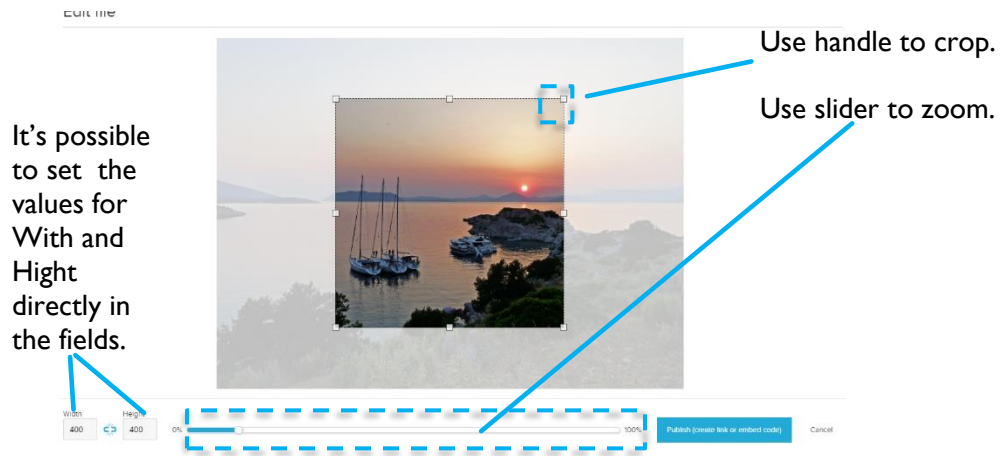 Edit file
Use handle to crop.
Use slider to zoom.
It's possible
to set the
values for
With and
Hight
directly in
the fields.
Width Height
400 400 0% 100% Publish (create link or embed code) Cancel